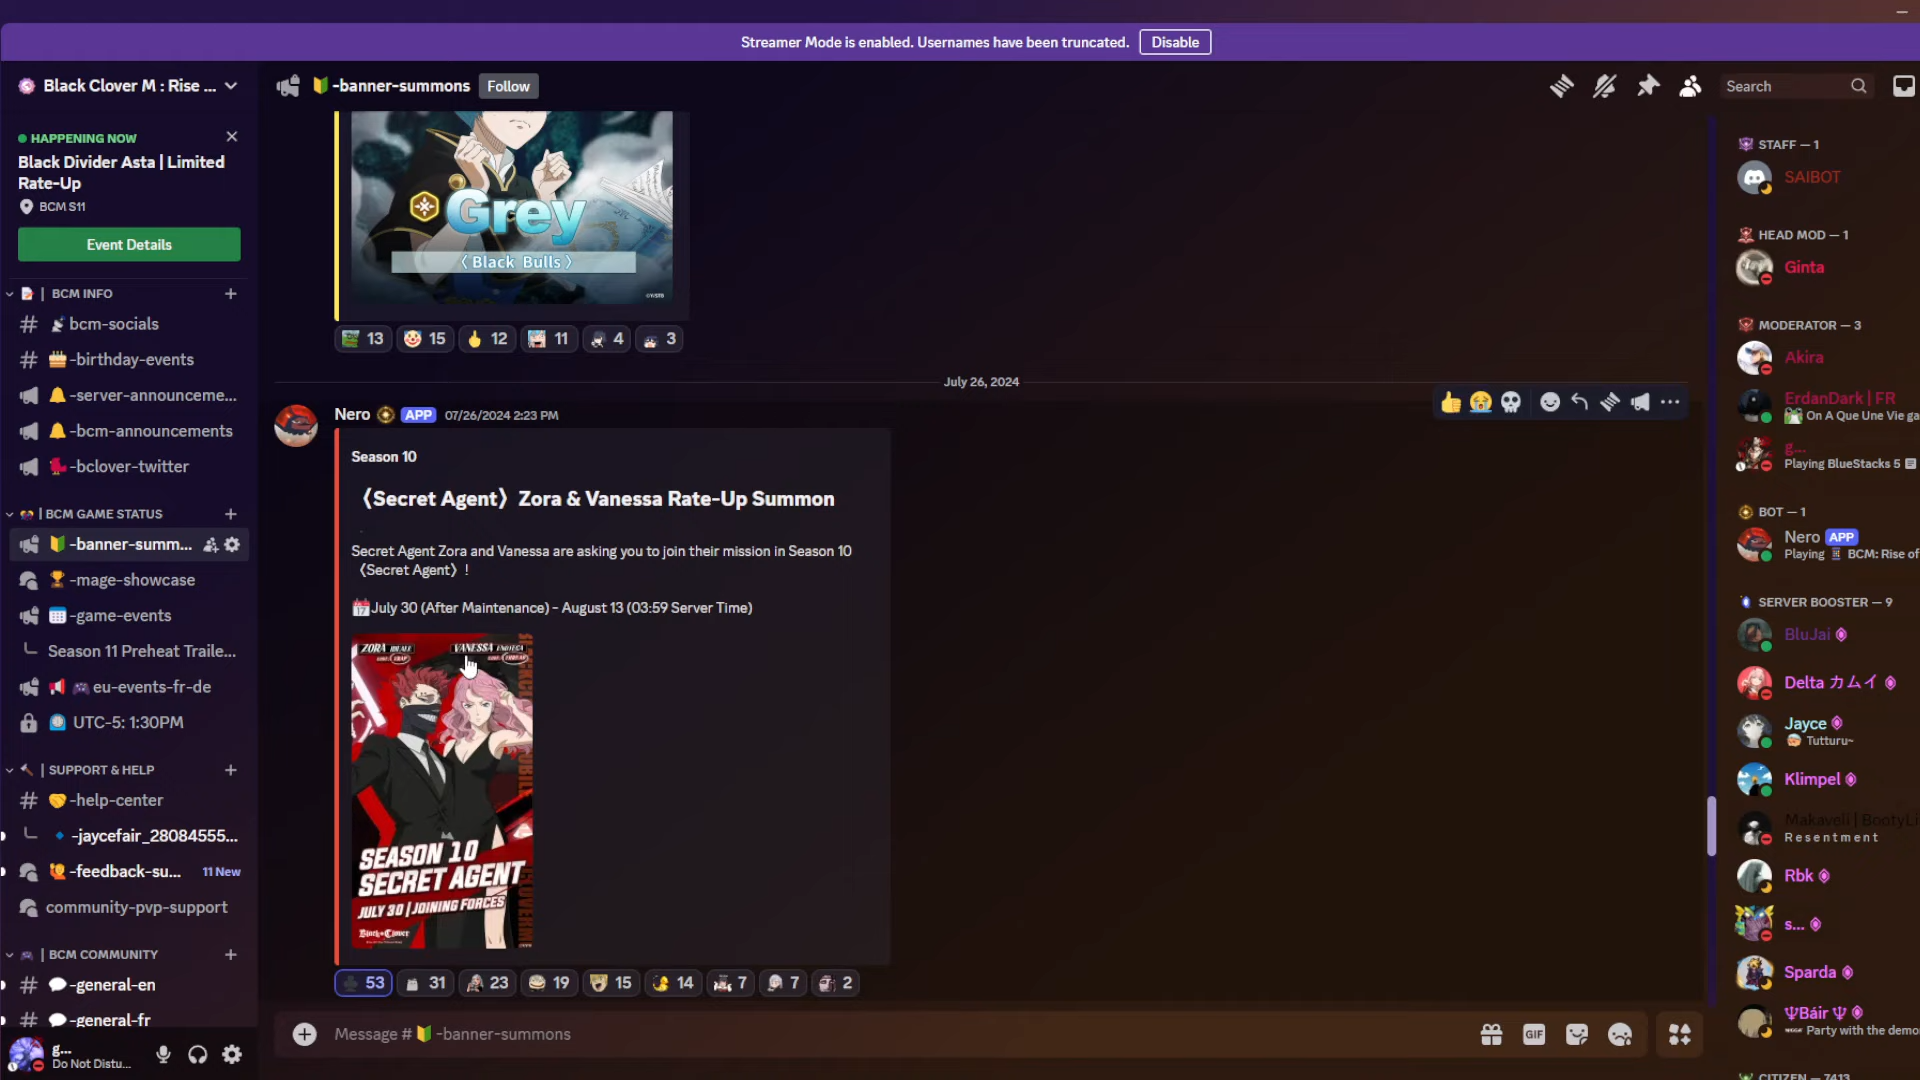 Streamer Mode is enabled. Usernames have been truncated. Disable
Black Clover M : Rise ...
HAPPENING NOW
Black Divider Asta | Limited
Rate-Up
BCM S11
Event Details
BCM INFO
bcm-socials
-birthday-events
-server-announceme...
-bcm-announcements
-bclover-twitter
| BCM GAME STATUS
-banner-summ...
-mage-showcase
-game-events
Season 11 Preheat Traile...
eu-events-fr-de
UTC-5: 1:30PM
SUPPORT & HELP
-help-center
-jaycefair_28084555...
-feedback-su... 11 New
community-pvp-support
BCM COMMUNITY
-general-en
-general-fr
g...
Do Not Distu...
-banner-summons Follow
Search
Grey
〈Black Bulls〉
13 15 12 11 4 3
July 26, 2024
Nero APP 07/26/2024 2:23 PM
Season 10
《Secret Agent》Zora & Vanessa Rate-Up Summon
Secret Agent Zora and Vanessa are asking you to join their mission in Season 10
《Secret Agent》!
July 30 (After Maintenance) - August 13 (03:59 Server Time)
ZORA IDEALE
VANESSA ENOTECA
SEASON 10
SECRET AGENT
JULY 30 | JOINING FORCES
Black Clover
53 31 23 19 15 14 7 7 2
Message # -banner-summons
GIF
STAFF — 1
SAIBOT
HEAD MOD — 1
Ginta
MODERATOR — 3
Akira
ErdanDark | FR
On A Que Une Vie ga
g...
Playing BlueStacks 5
BOT — 1
Nero APP
Playing BCM: Rise of
SERVER BOOSTER — 9
BluJai
Delta カムイ
Jayce
Tutturu~
Klimpel
Makaveli | BootyLi
Resentment
Rbk
s...
Sparda
ΨBáir Ψ
Party with the demo
CITIZEN — 7413